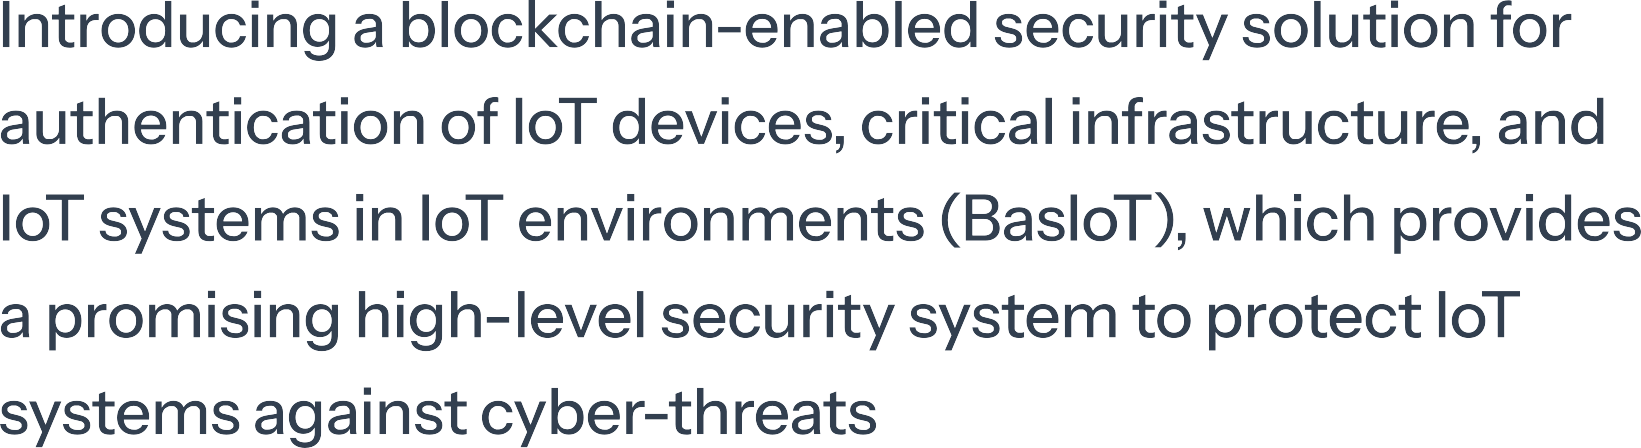 Introducing a blockchain-enabled security solution for
authentication of IoT devices, critical infrastructure, and
IoT systems in IoT environments (BasIoT), which provides
a promising high-level security system to protect IoT
systems against cyber-threats